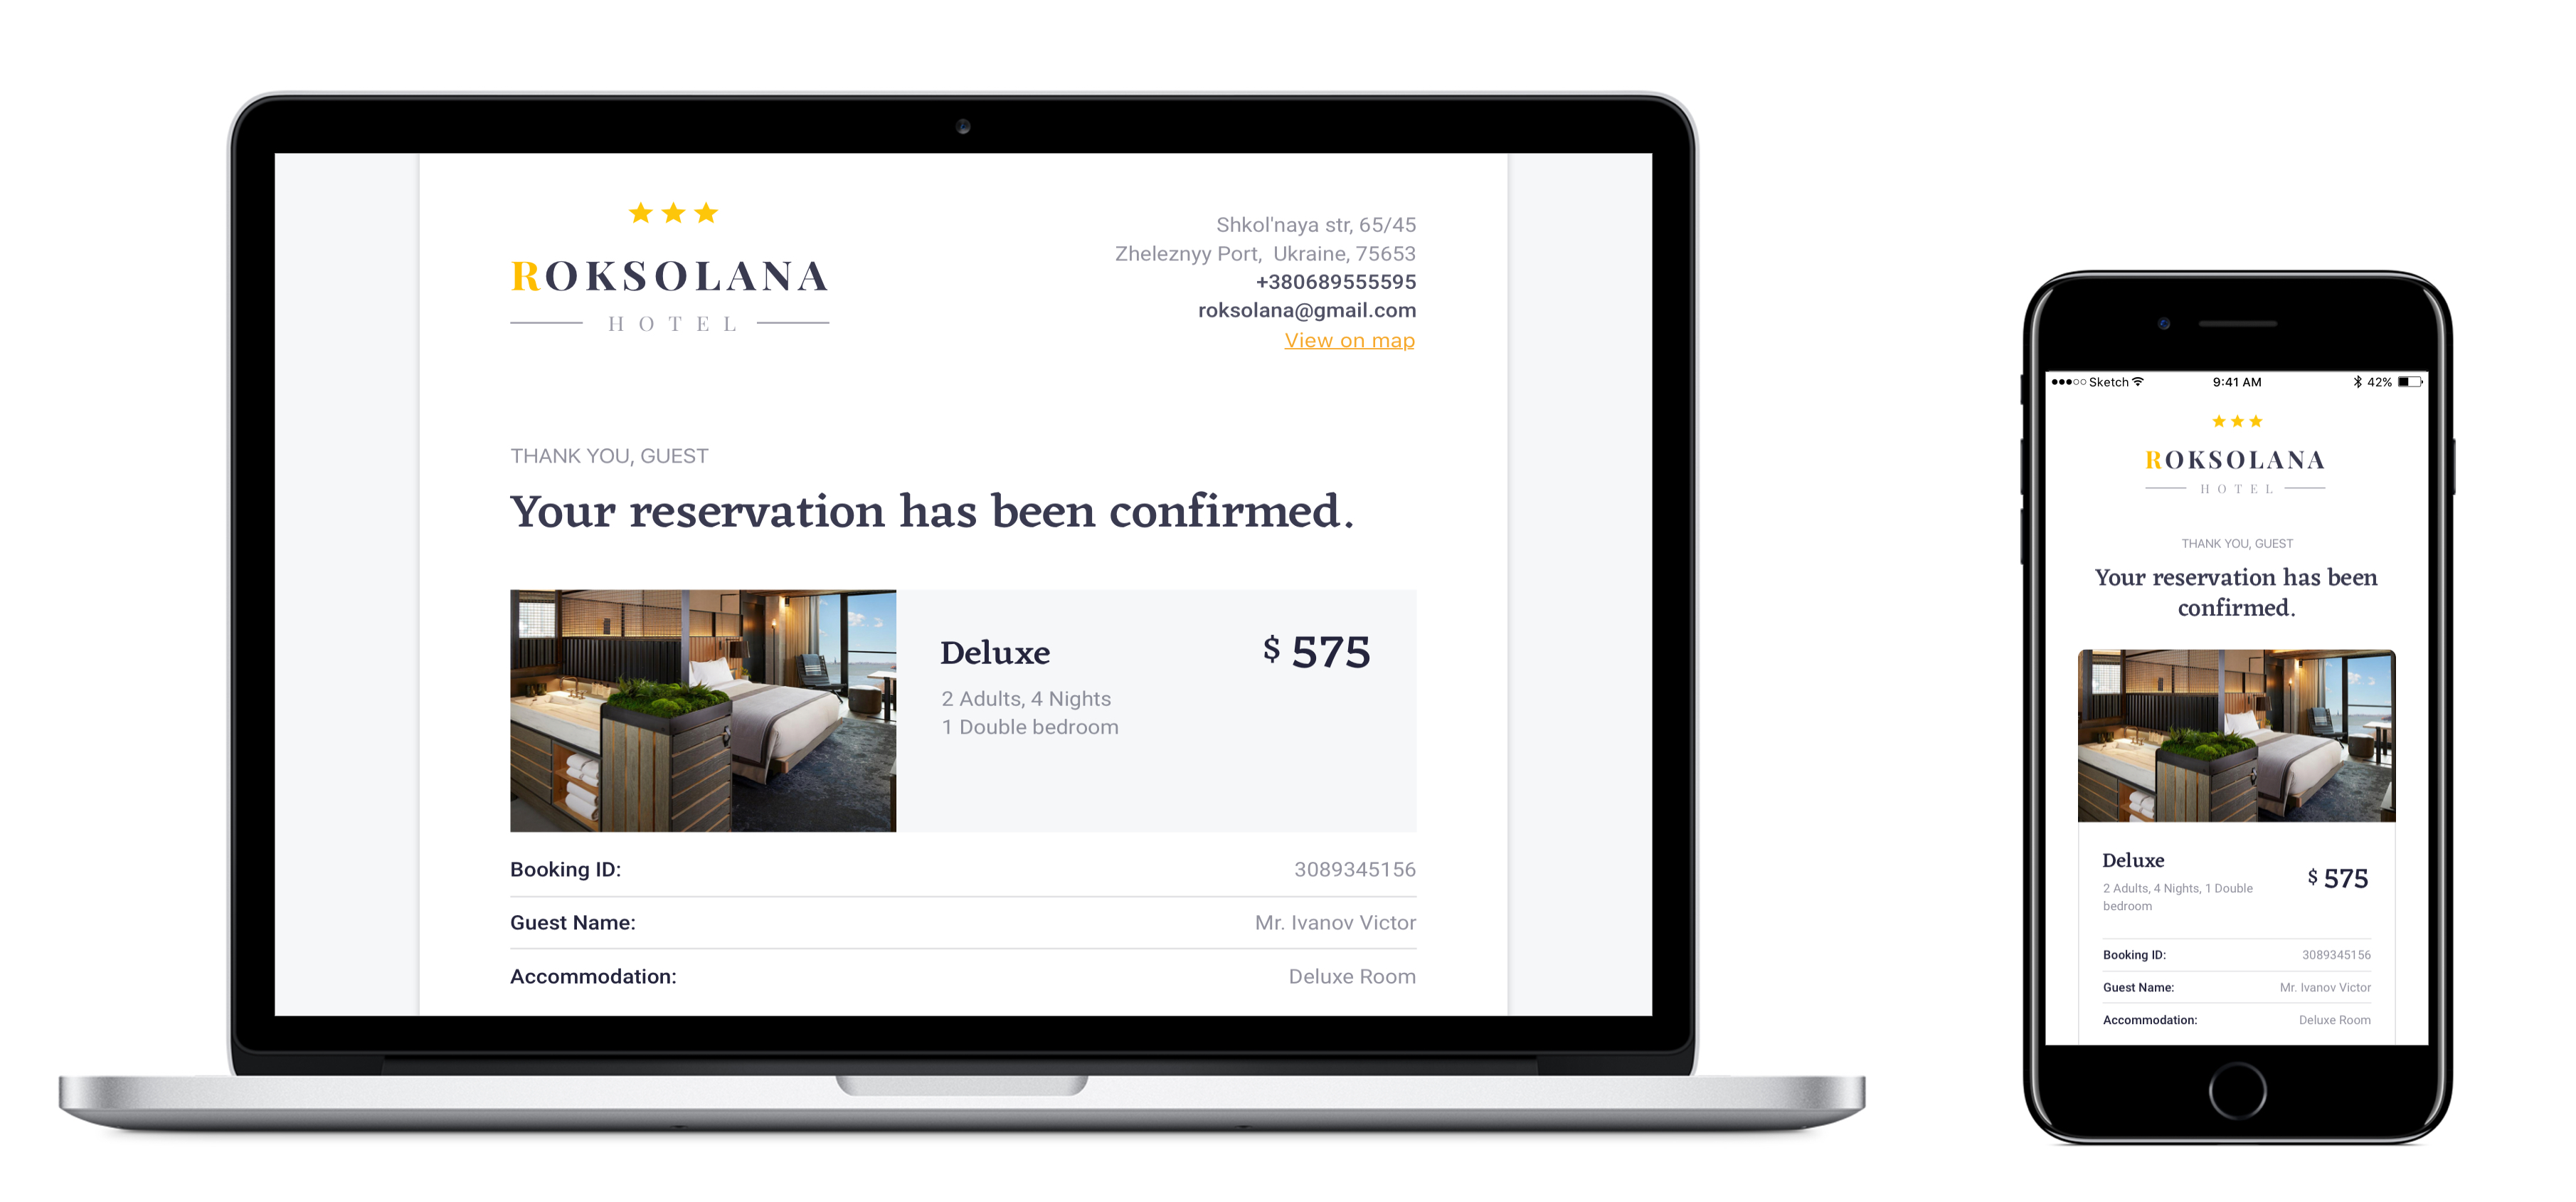 ROKSOLANA
HOTEL
Shkol'naya str, 65/45
Zheleznyy Port, Ukraine, 75653
+380689555595
roksolana@gmail.com
View on map
THANK YOU, GUEST
Your reservation has been confirmed.
Deluxe
$ 575
2 Adults, 4 Nights
1 Double bedroom
Booking ID: 3089345156
Guest Name: Mr. Ivanov Victor
Accommodation: Deluxe Room
Sketch 9:41 AM 42%
ROKSOLANA
HOTEL
THANK YOU, GUEST
Your reservation has been
confirmed.
Deluxe
$ 575
2 Adults, 4 Nights, 1 Double
bedroom
Booking ID: 3089345156
Guest Name: Mr. Ivanov Victor
Accommodation: Deluxe Room